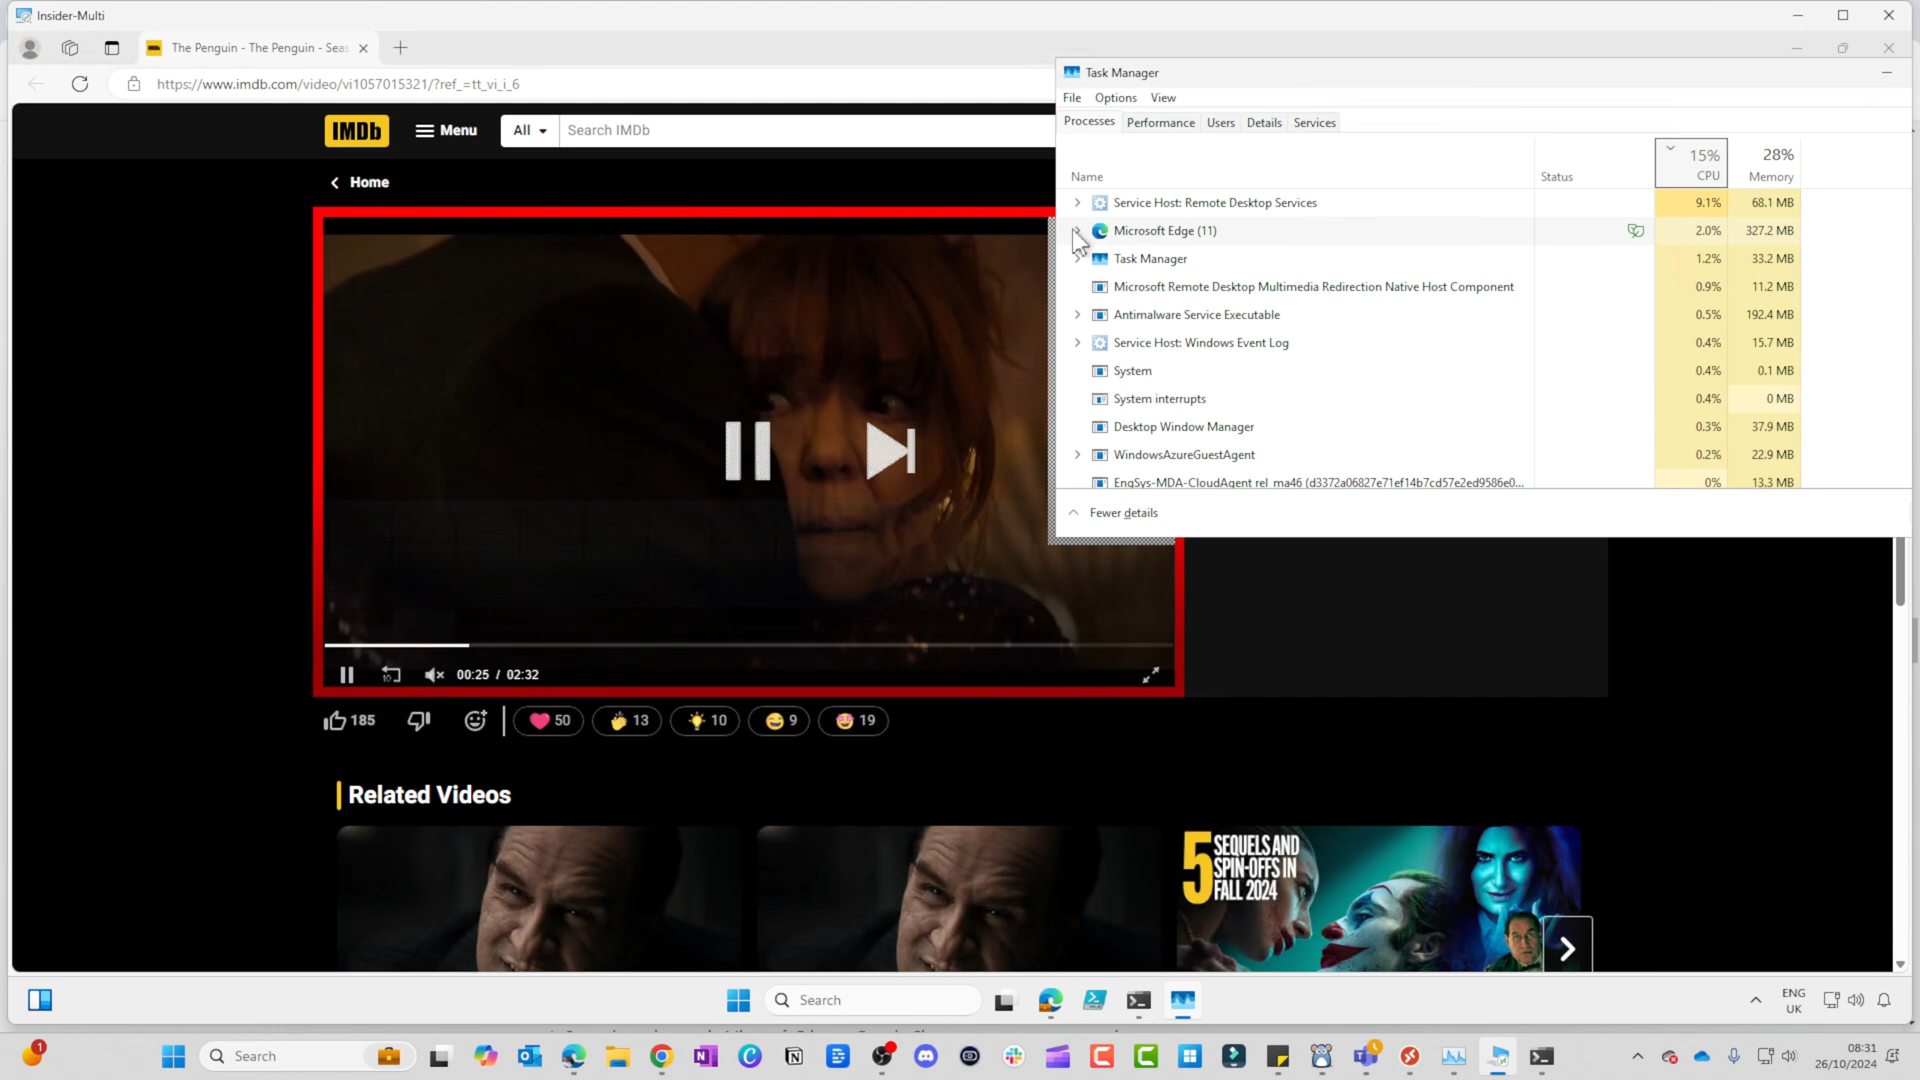 Insider-Multi
The Penguin - The Penguin - Seas
https://www.imdb.com/video/vi1057015321/?ref_=tt_vi_i_6
IMDb
Menu
All
Search IMDb
Home
Task Manager
File Options View
Processes Performance Users Details Services
15% 28%
Name Status CPU Memory
Service Host: Remote Desktop Services 9.1% 68.1 MB
Microsoft Edge (11) 2.0% 327.2 MB
Task Manager 1.2% 33.2 MB
Microsoft Remote Desktop Multimedia Redirection Native Host Component 0.9% 11.2 MB
Antimalware Service Executable 0.5% 192.4 MB
Service Host: Windows Event Log 0.4% 15.7 MB
System 0.4% 0.1 MB
System interrupts 0.4% 0 MB
Desktop Window Manager 0.3% 37.9 MB
WindowsAzureGuestAgent 0.2% 22.9 MB
EngSys-MDA-CloudAgent rel_ma46 (d3372a06827e71ef14b7cd57e2ed9586e0... 0% 13.3 MB
Fewer details
10
00:25 / 02:32
185
50
13
10
9
19
Related Videos
5 SEQUELS AND
SPIN-OFFS IN
FALL 2024
Search
ENG
UK
1
Search
08:31
26/10/2024